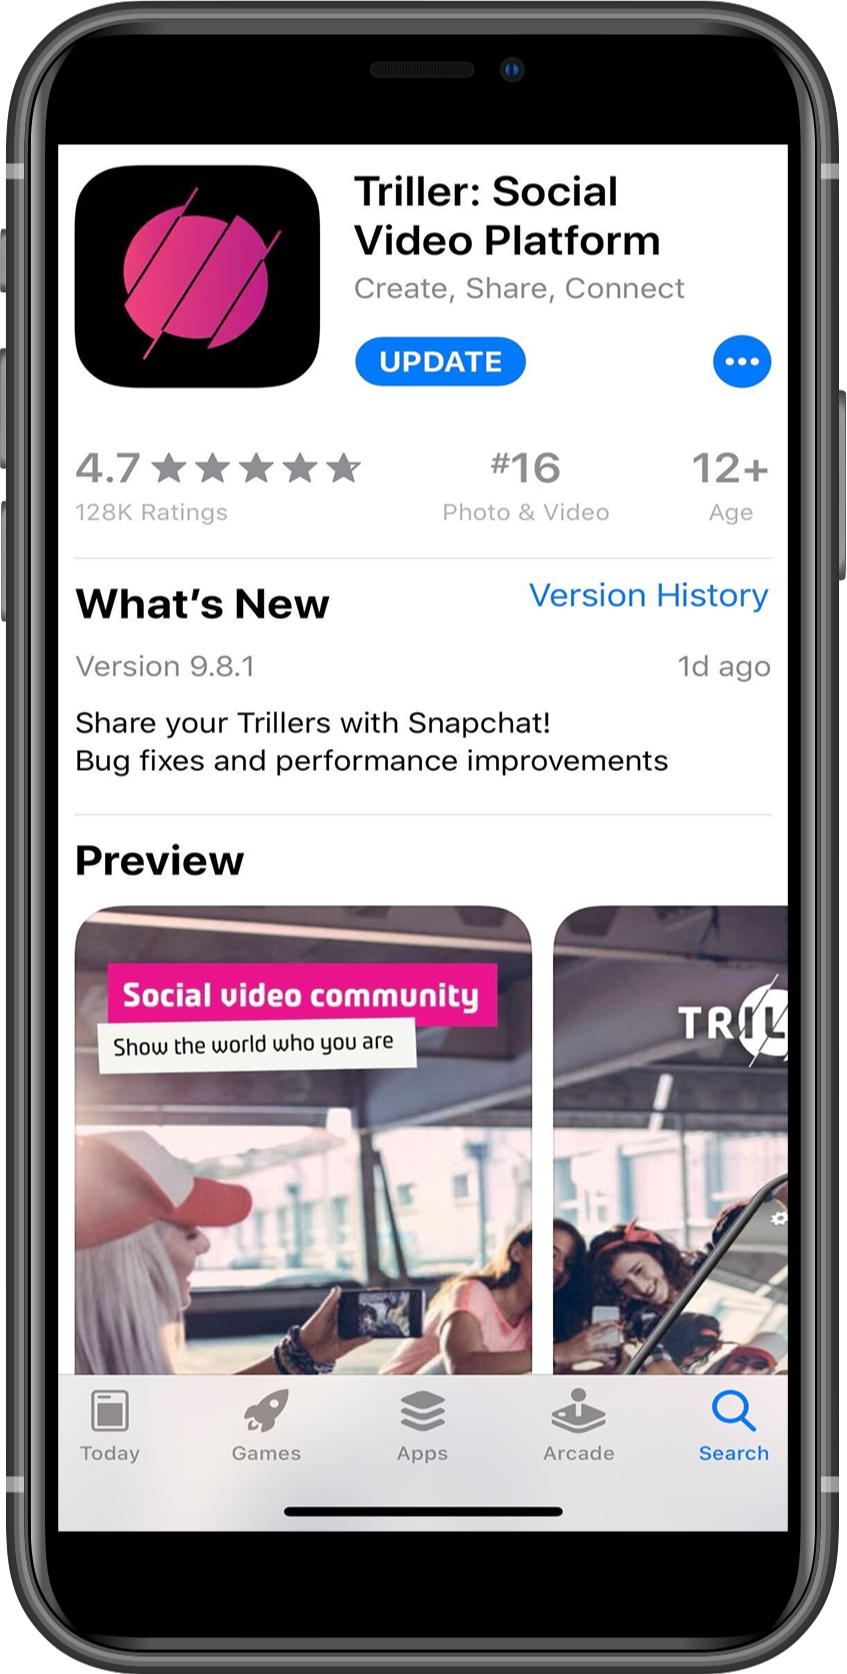 Triller: Social
Video Platform
Create, Share, Connect
UPDATE
4.7
#16
12+
128K Ratings
Photo & Video
Age
What's New
Version History
Version 9.8.1
1d ago
Share your Trillers with Snapchat!
Bug fixes and performance improvements
Preview
Social video community
Show the world who you are
TRIL
Today
Games
Apps
Arcade
Search